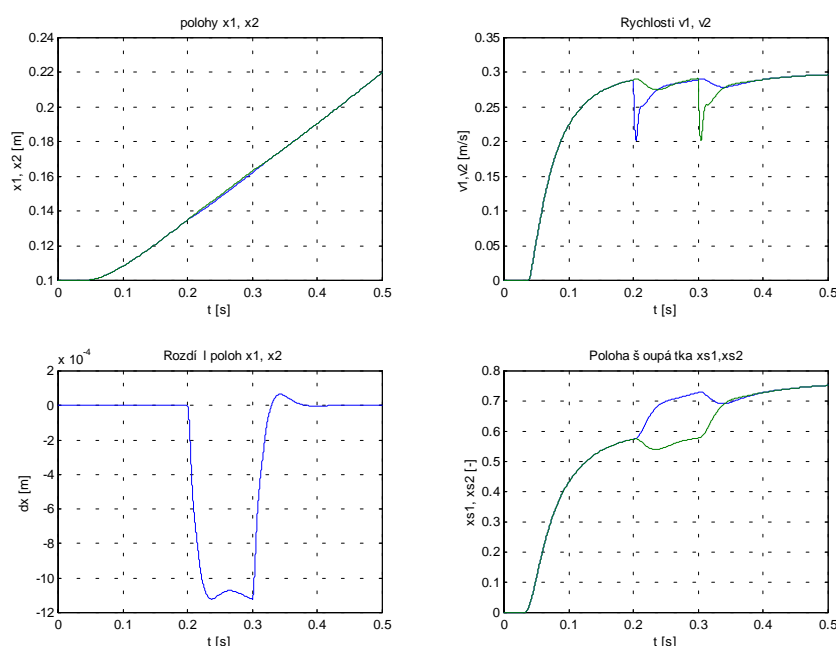 polohy x1, x2
0.24
0.22
0.2
0.18
0.16
0.14
0.12
0.1
x1, x2 [m]
0 0.1 0.2 0.3 0.4 0.5
t [s]
Rychlosti v1, v2
0.35
0.3
0.25
0.2
0.15
0.1
0.05
0
v1,v2 [m/s]
0 0.1 0.2 0.3 0.4 0.5
t [s]
Rozdí l poloh x1, x2
x 10-4
2
0
-2
-4
-6
-8
-10
-12
dx [m]
0 0.1 0.2 0.3 0.4 0.5
t [s]
Poloha š oupá tka xs1,xs2
0.8
0.7
0.6
0.5
0.4
0.3
0.2
0.1
0
xs1, xs2 [-]
0 0.1 0.2 0.3 0.4 0.5
t [s]